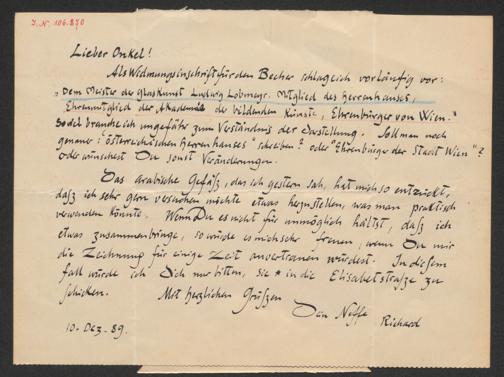 J.N. 106.870
Lieber Onkel!
Als Widmungsinschrift für den Becher schlage ich vorläufig vor:
„Dem Meister der Glaskunst Ludwig Lobmeyr, Mitglied des Herrenhauses,
Ehrenmitglied der Akademie der bildenden Künste, Ehrenbürger von Wien."
So viel brauche ich ungefähr zum Verständnis der Darstellung. Soll man noch
genauer: „österreichischen Herrenhauses" schreiben? oder „Ehrenbürger der Stadt Wien"?
oder wünschest Du sonst Veränderungen.
Das arabische Gefäß, das ich gestern sah, hat mich so entzückt,
daß ich sehr gern versuchen möchte etwas herzustellen, was man praktisch
verwenden könnte. Wenn Du es nicht für unmöglich hältst, daß ich
etwas zusammenbringe, so würde es mich sehr freuen, wenn Du mir
die Zeichnung für einige Zeit anvertrauen würdest. In diesem
Fall würde ich Dich nur bitten, sie in die Elisabetstraße zu
schicken. Mit herzlichen Grüßen
Dein Neffe
Richard
10. Dez. 89.